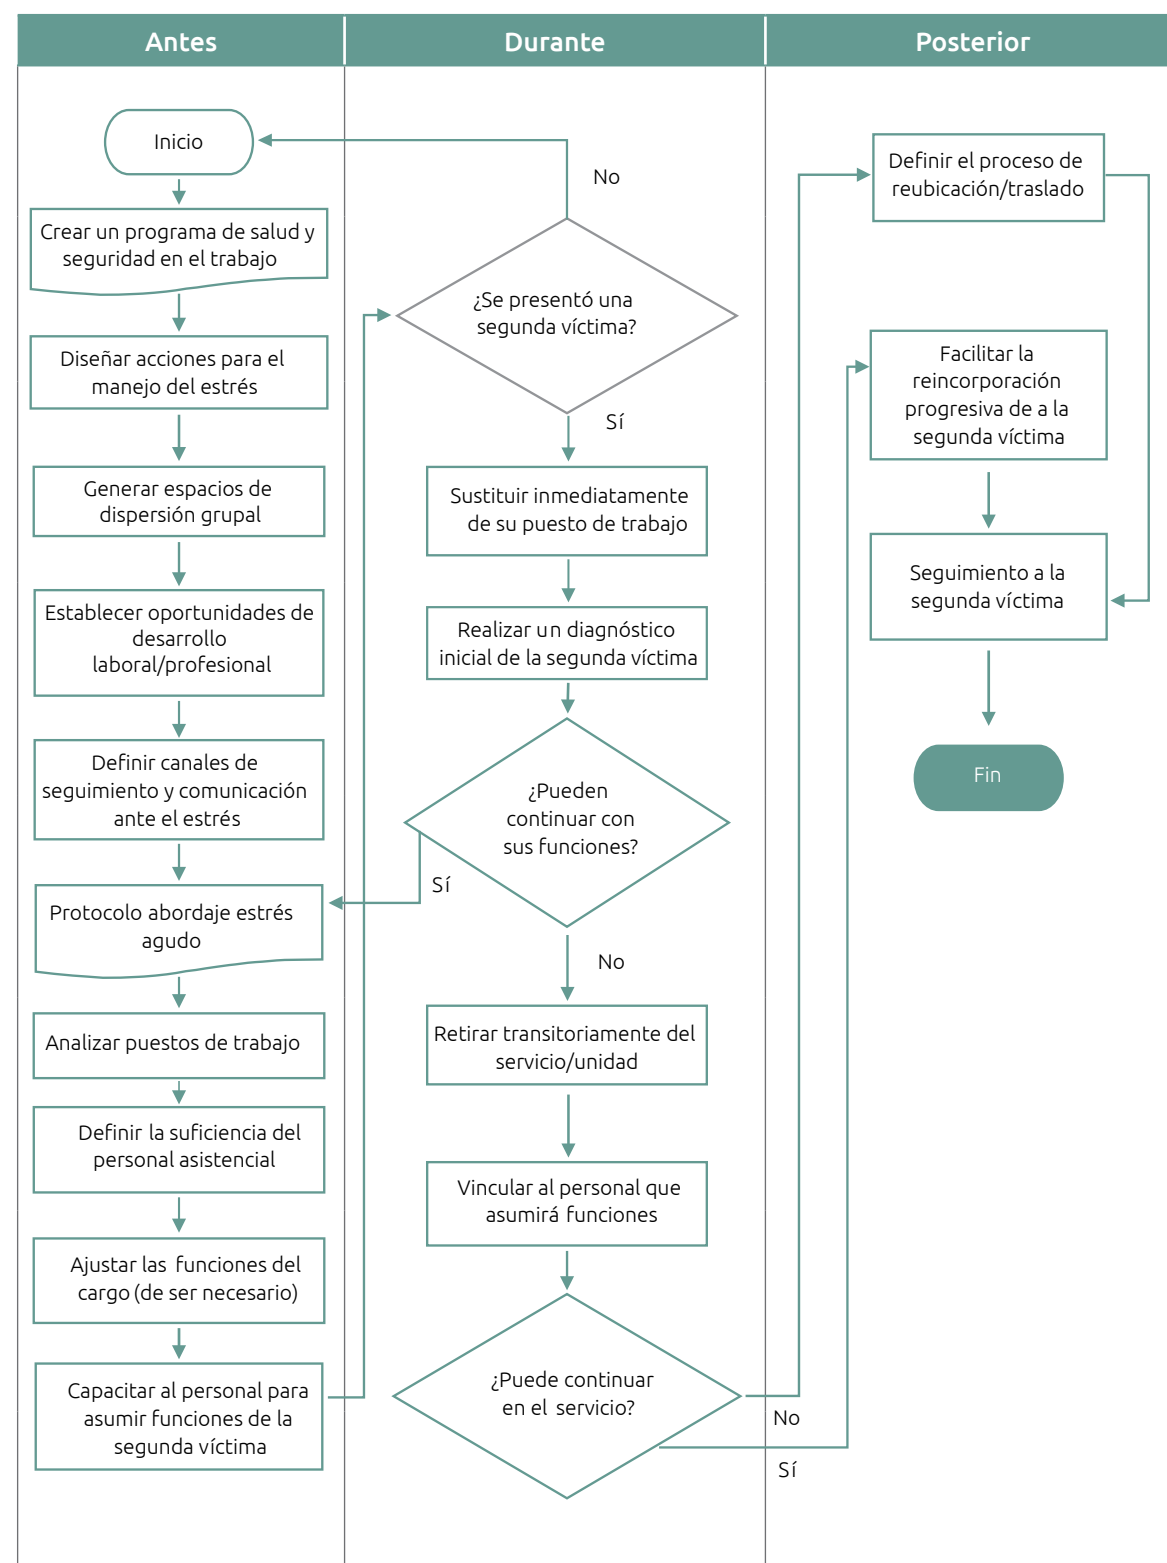 Antes
Durante
Posterior
Inicio
Crear un programa de salud y
seguridad en el trabajo
Diseñar acciones para el
manejo del estrés
Generar espacios de
dispersión grupal
Establecer oportunidades de
desarrollo
laboral/profesional
Definir canales de
seguimiento y comunicación
ante el estrés
Protocolo abordaje estrés
agudo
Analizar puestos de trabajo
Definir la suficiencia del
personal asistencial
Ajustar las funciones del
cargo (de ser necesario)
Capacitar al personal para
asumir funciones de la
segunda víctima
No
¿Se presentó una
segunda víctima?
Sí
Sustituir inmediatamente
de su puesto de trabajo
Realizar un diagnóstico
inicial de la segunda víctima
¿Pueden
continuar con
sus funciones?
Sí
No
Retirar transitoriamente del
servicio/unidad
Vincular al personal que
asumirá funciones
¿Puede continuar
en el servicio?
No
Sí
Definir el proceso de
reubicación/traslado
Facilitar la
reincorporación
progresiva de a la
segunda víctima
Seguimiento a la
segunda víctima
Fin